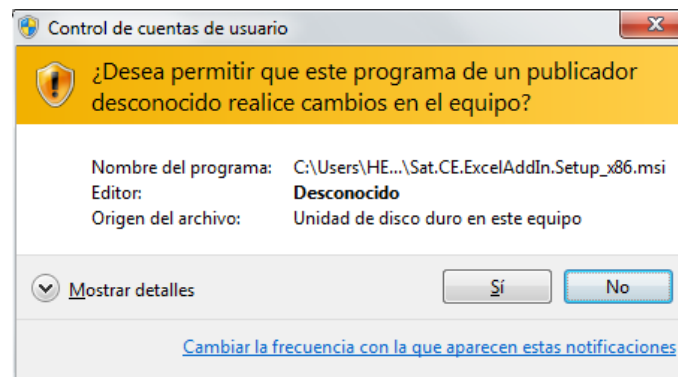 Control de cuentas de usuario
¿Desea permitir que este programa de un publicador
desconocido realice cambios en el equipo?
Nombre del programa: C:\Users\HE...\Sat.CE.ExcelAddIn.Setup_x86.msi
Editor: Desconocido
Origen del archivo: Unidad de disco duro en este equipo
Mostrar detalles Sí No
Cambiar la frecuencia con la que aparecen estas notificaciones